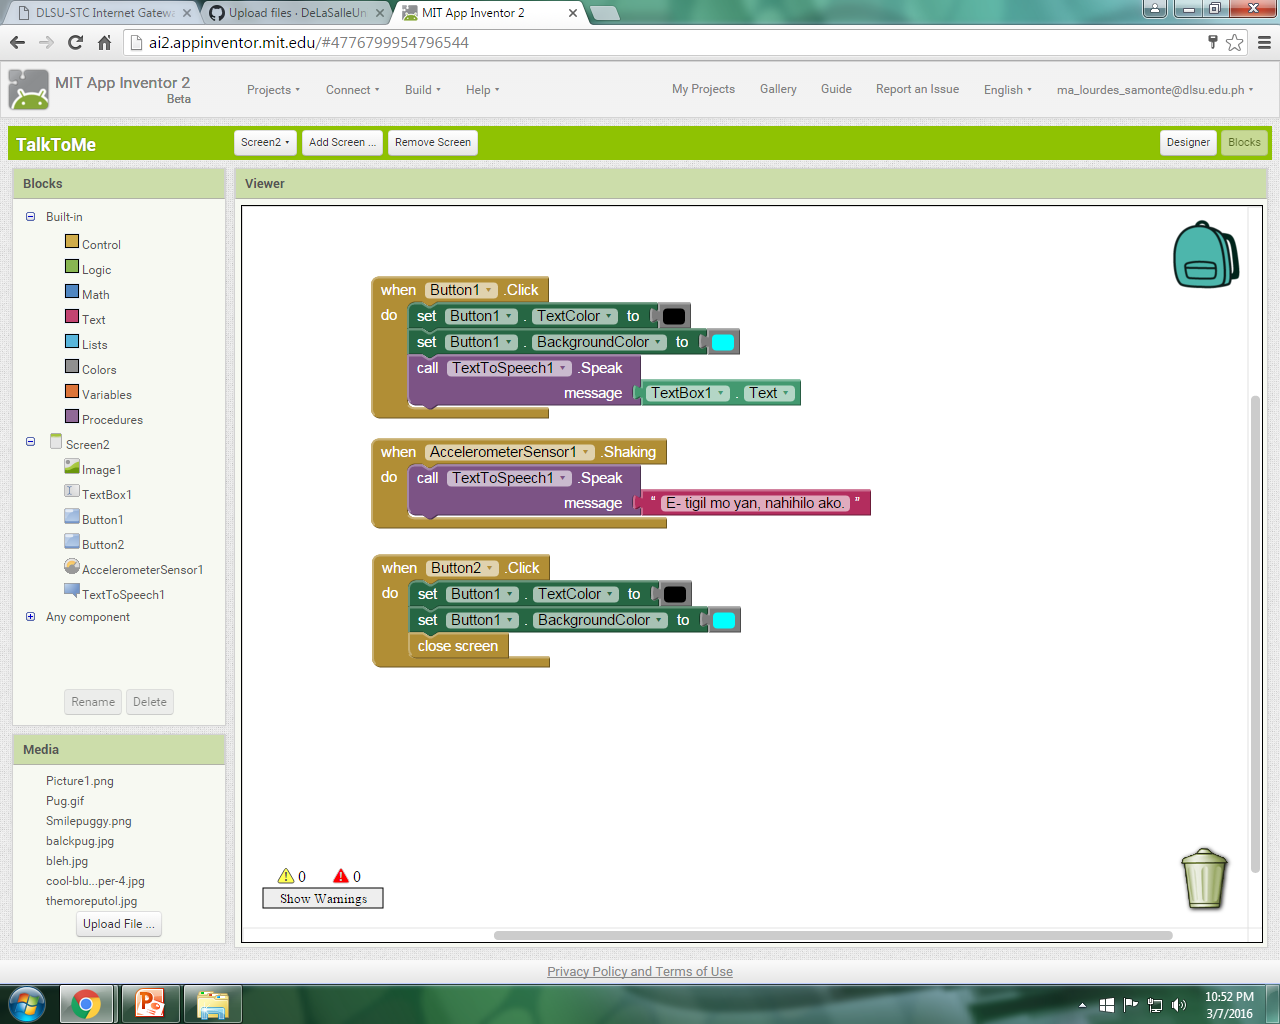 DLSU-STC Internet Gatew
Upload files · DeLaSalleUn
MIT App Inventor 2
ai2.appinventor.mit.edu/#4776799954796544
MIT App Inventor 2
Beta
Projects
Connect
Build
Help
My Projects
Gallery
Guide
Report an Issue
English
ma_lourdes_samonte@dlsu.edu.ph
TalkToMe
Screen2
Add Screen ...
Remove Screen
Designer
Blocks
Blocks
Built-in
Control
Logic
Math
Text
Lists
Colors
Variables
Procedures
Screen2
Image1
TextBox1
Button1
Button2
AccelerometerSensor1
TextToSpeech1
Any component
Rename
Delete
Media
Picture1.png
Pug.gif
Smilepuggy.png
balckpug.jpg
bleh.jpg
cool-blu...per-4.jpg
themoreputol.jpg
Upload File ...
Viewer
when Button1 .Click
do set Button1 . TextColor to
set Button1 . BackgroundColor to
call TextToSpeech1 .Speak
message TextBox1 . Text
when AccelerometerSensor1 .Shaking
do call TextToSpeech1 .Speak
message " E- tigil mo yan, nahihilo ako. "
when Button2 .Click
do set Button1 . TextColor to
set Button1 . BackgroundColor to
close screen
0 0
Show Warnings
Privacy Policy and Terms of Use
10:52 PM
3/7/2016